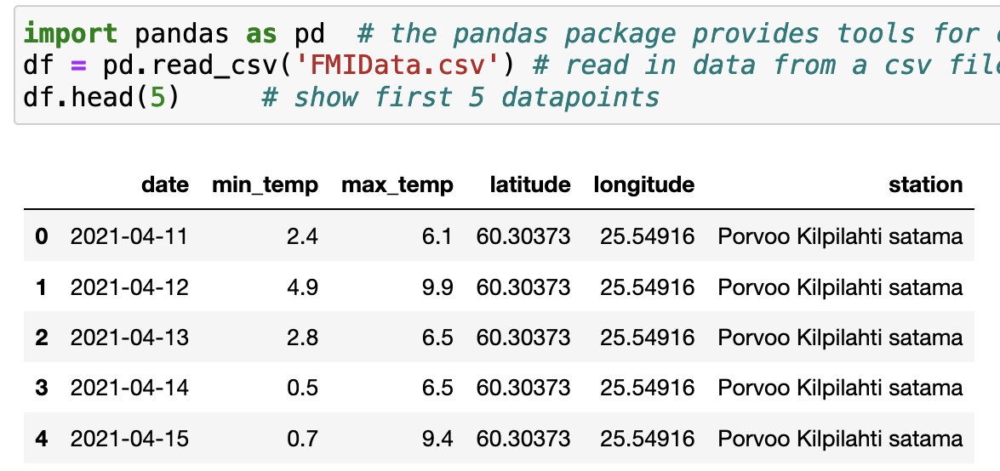 import pandas as pd # the pandas package provides tools for
df = pd.read_csv('FMIData.csv') # read in data from a csv file
df.head(5) # show first 5 datapoints
date min_temp max_temp latitude longitude station
0 2021-04-11 2.4 6.1 60.30373 25.54916 Porvoo Kilpilahti satama
1 2021-04-12 4.9 9.9 60.30373 25.54916 Porvoo Kilpilahti satama
2 2021-04-13 2.8 6.5 60.30373 25.54916 Porvoo Kilpilahti satama
3 2021-04-14 0.5 6.5 60.30373 25.54916 Porvoo Kilpilahti satama
4 2021-04-15 0.7 9.4 60.30373 25.54916 Porvoo Kilpilahti satama